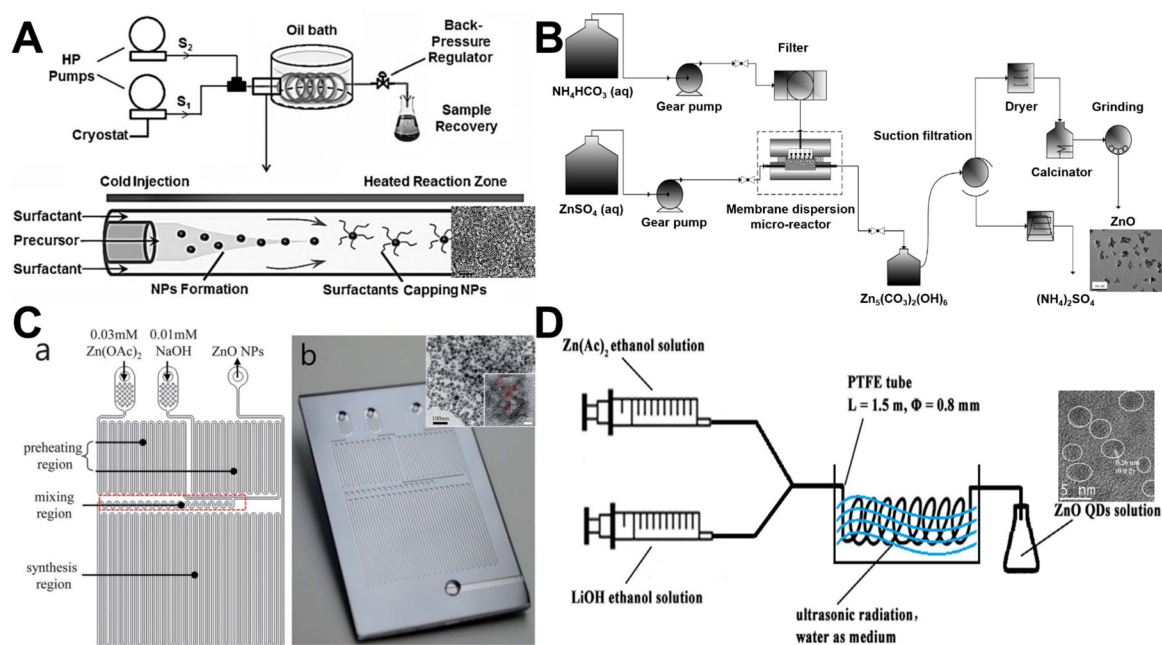 A
HP
Pumps
S₂
S₁
Cryostat
Oil bath
Back-
Pressure
Regulator
Sample
Recovery
Cold Injection
Heated Reaction Zone
Surfactant
Precursor
Surfactant
NPs Formation
Surfactants Capping NPs
B
NH₄HCO₃ (aq)
Gear pump
Filter
ZnSO₄ (aq)
Gear pump
Membrane dispersion
micro-reactor
Zn₅(CO₃)₂(OH)₆
Suction filtration
Dryer
Calcinator
Grinding
ZnO
(NH₄)₂SO₄
C
a
0.03mM
Zn(OAc)₂
0.01mM
NaOH
ZnO NPs
preheating
region
mixing
region
synthesis
region
b
100nm
D
Zn(Ac)₂ ethanol solution
LiOH ethanol solution
PTFE tube
L = 1.5 m, Φ = 0.8 mm
ultrasonic radiation,
water as medium
0.26 nm
5 nm
ZnO QDs solution